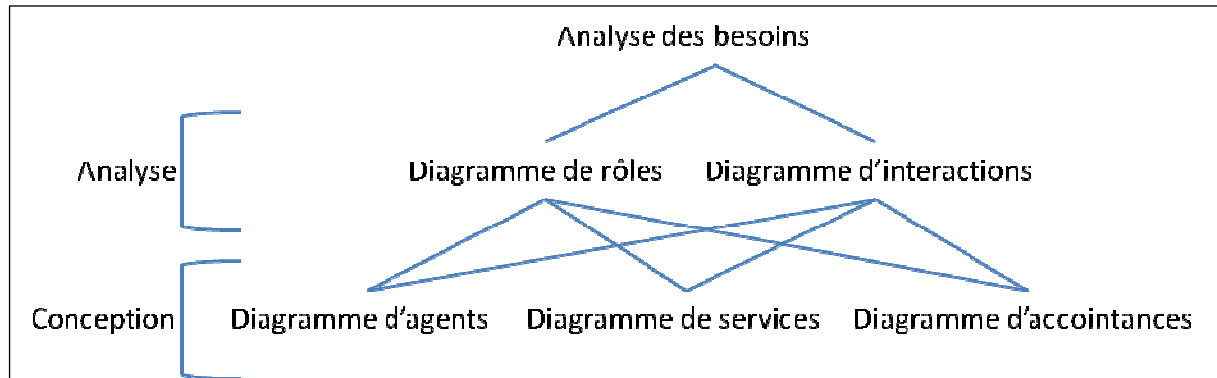 Analyse des besoins
Analyse
Diagramme de rôles
Diagramme d'interactions
Conception
Diagramme d'agents
Diagramme de services
Diagramme d'accointances